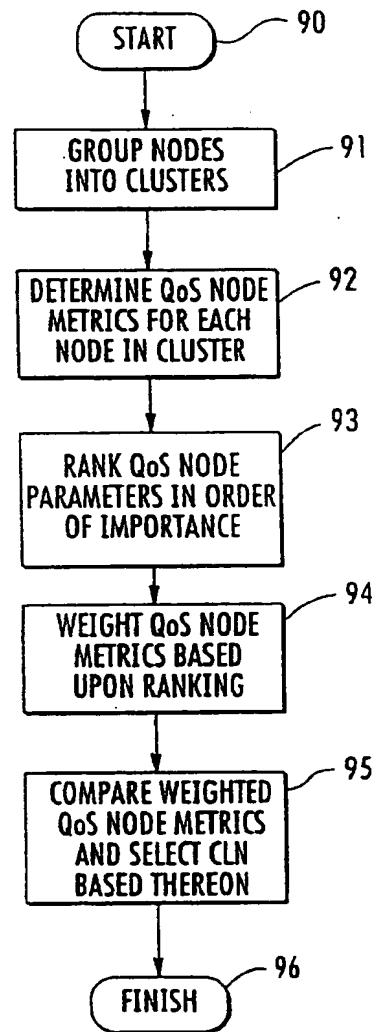 START
90
GROUP NODES
INTO CLUSTERS
91
DETERMINE QoS NODE
METRICS FOR EACH
NODE IN CLUSTER
92
RANK QoS NODE
PARAMETERS IN ORDER
OF IMPORTANCE
93
WEIGHT QoS NODE
METRICS BASED
UPON RANKING
94
COMPARE WEIGHTED
QoS NODE METRICS
AND SELECT CLN
BASED THEREON
95
FINISH
96